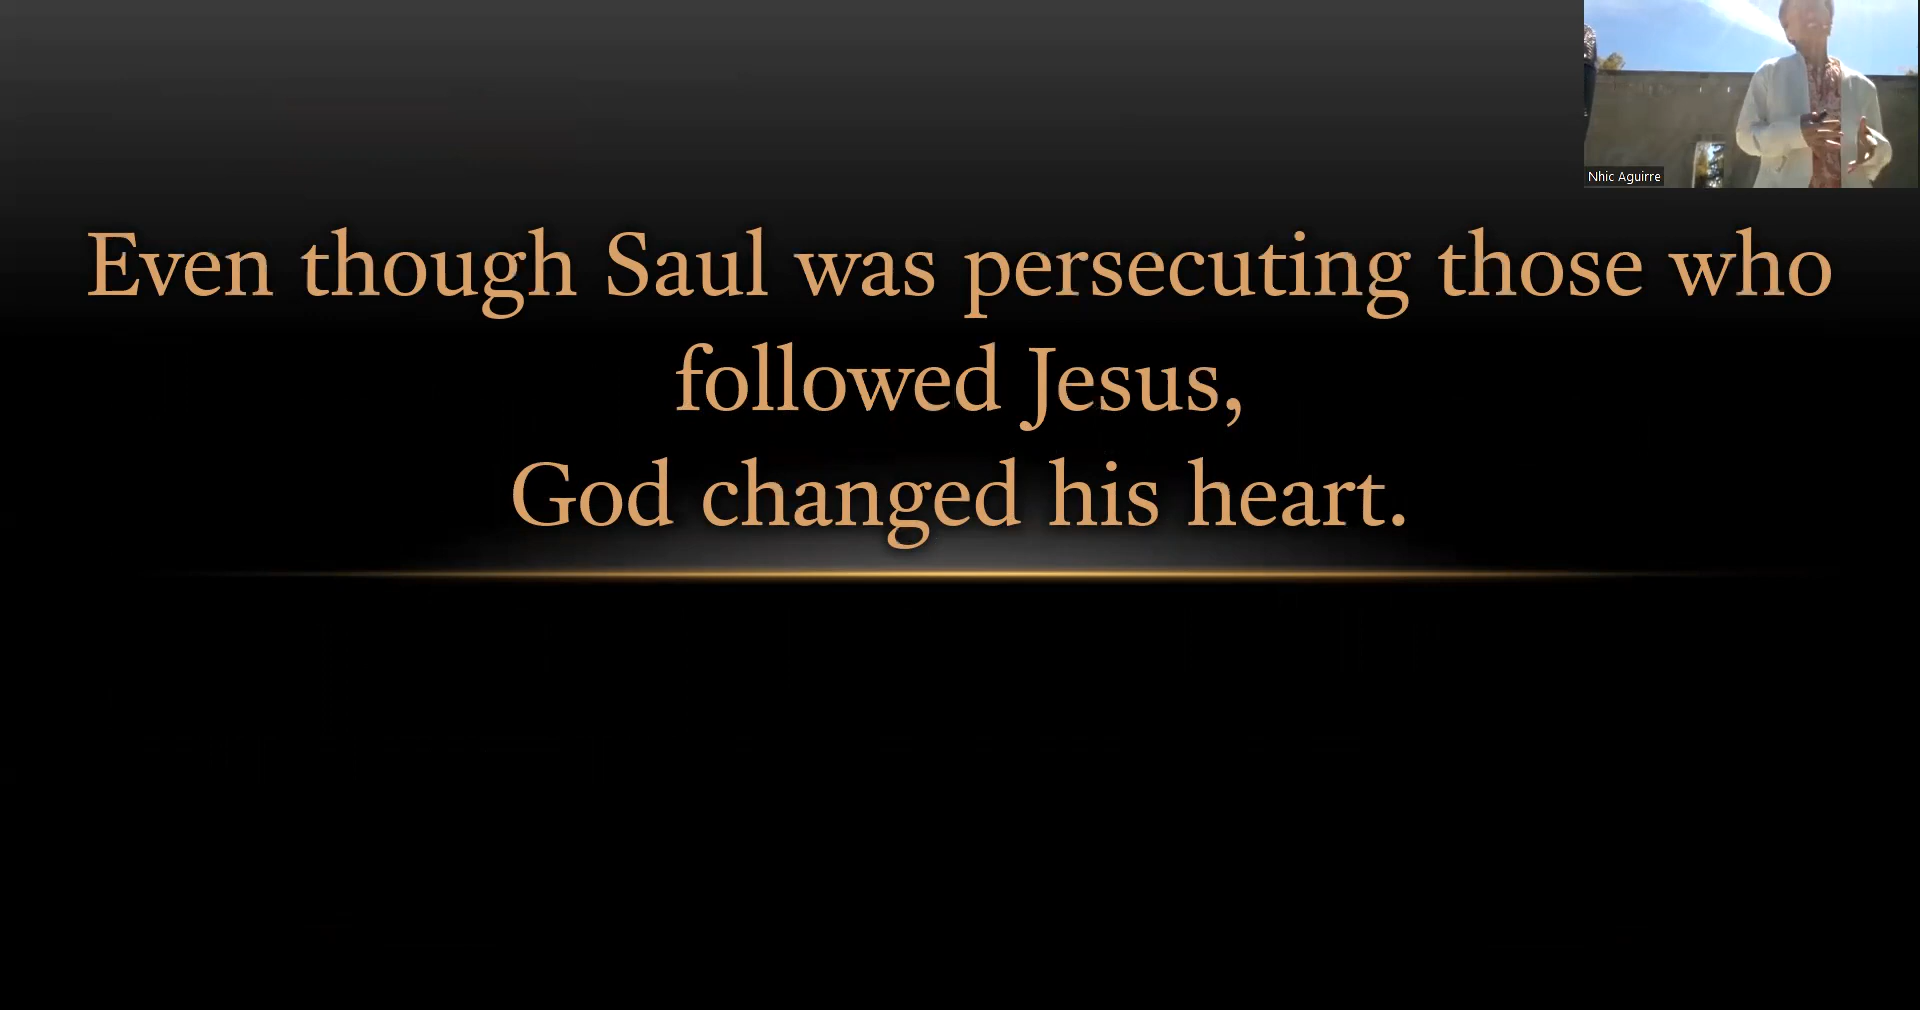 Nhic Aguirre
Even though Saul was persecuting those who
followed Jesus,
God changed his heart.